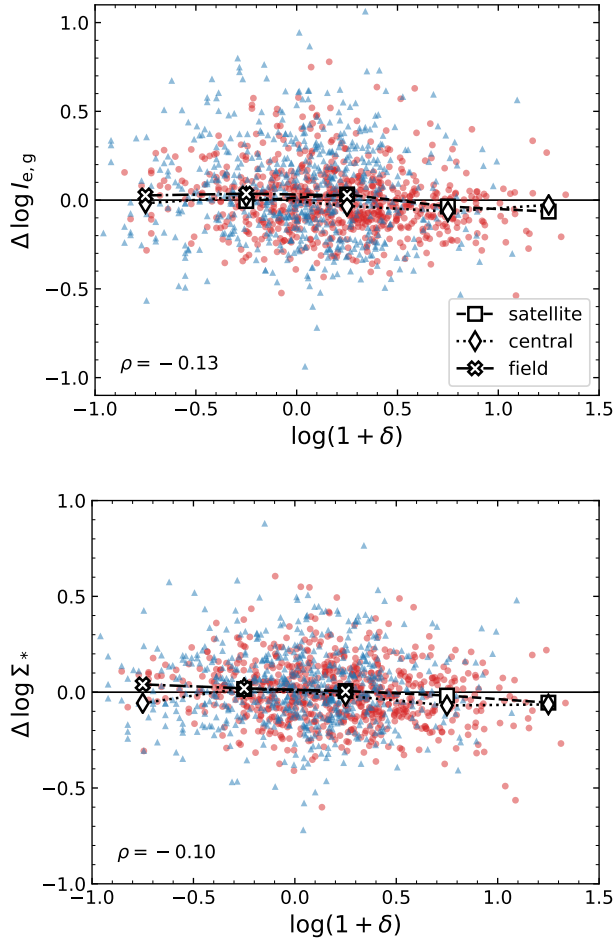 1.0
0.5
0.0
−0.5
−1.0
Δ log I_{e, g}
ρ = −0.13
satellite
central
field
−1.0 −0.5 0.0 0.5 1.0 1.5
log(1 + δ)
1.0
0.5
0.0
−0.5
−1.0
Δ log Σ_*
ρ = −0.10
−1.0 −0.5 0.0 0.5 1.0 1.5
log(1 + δ)